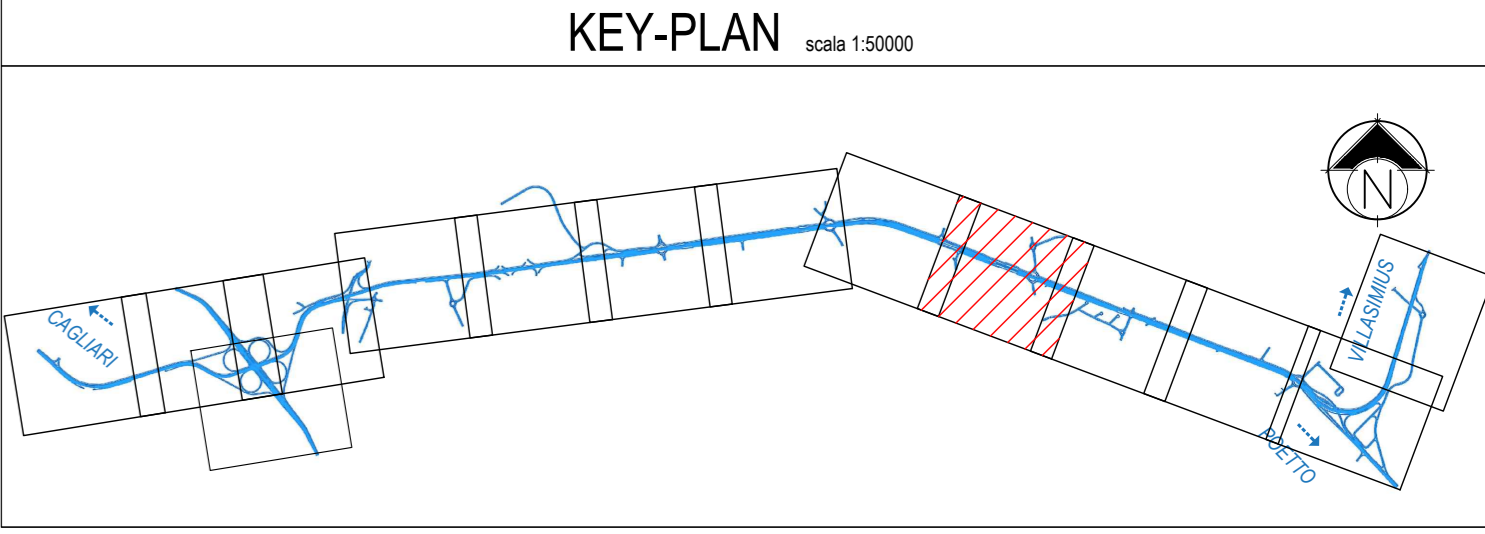 KEY-PLAN scala 1:50000
N
CAGLIARI
VILLASIMIUS
POETTO